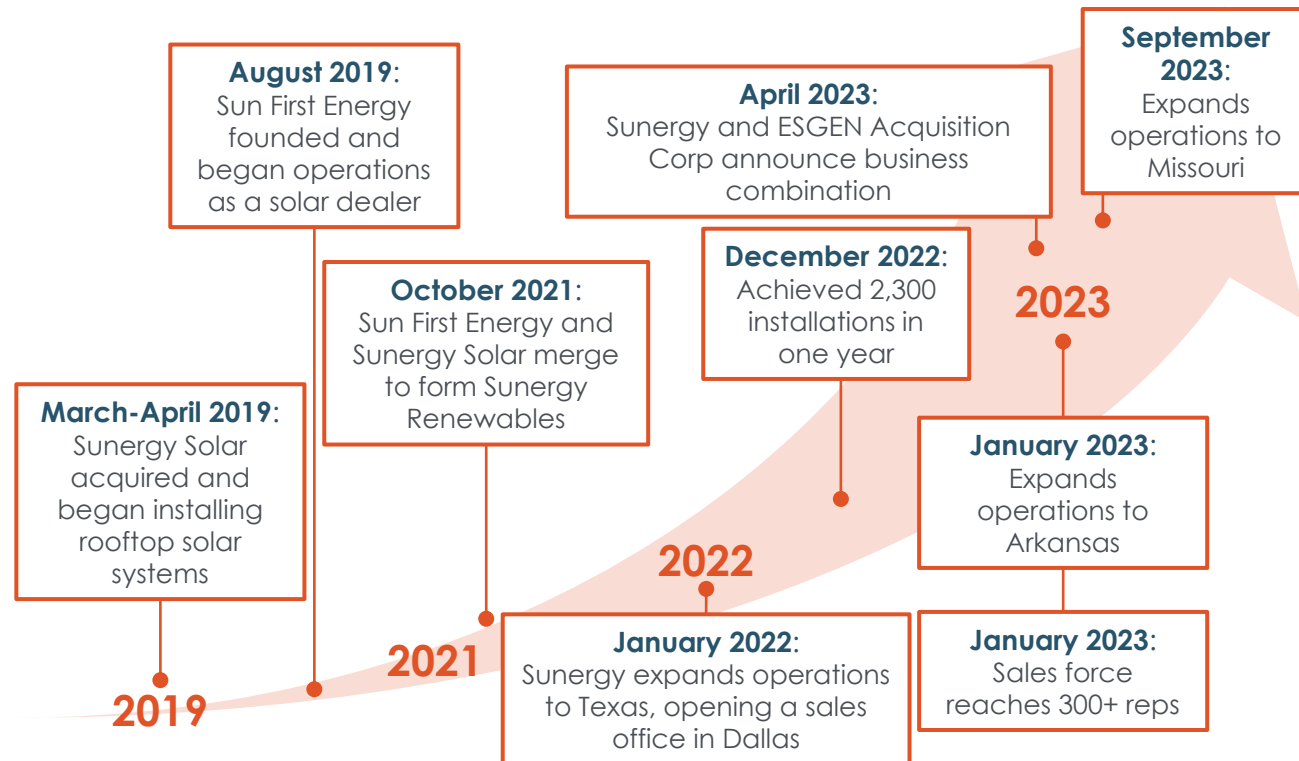 March-April 2019:
Sunergy Solar
acquired and
began installing
rooftop solar
systems
2019
August 2019:
Sun First Energy
founded and
began operations
as a solar dealer
October 2021:
Sun First Energy and
Sunergy Solar merge
to form Sunergy
Renewables
2021
2022
January 2022:
Sunergy expands operations
to Texas, opening a sales
office in Dallas
December 2022:
Achieved 2,300
installations in
one year
2023
January 2023:
Expands
operations to
Arkansas
January 2023:
Sales force
reaches 300+ reps
April 2023:
Sunergy and ESGEN Acquisition
Corp announce business
combination
September
2023:
Expands
operations to
Missouri